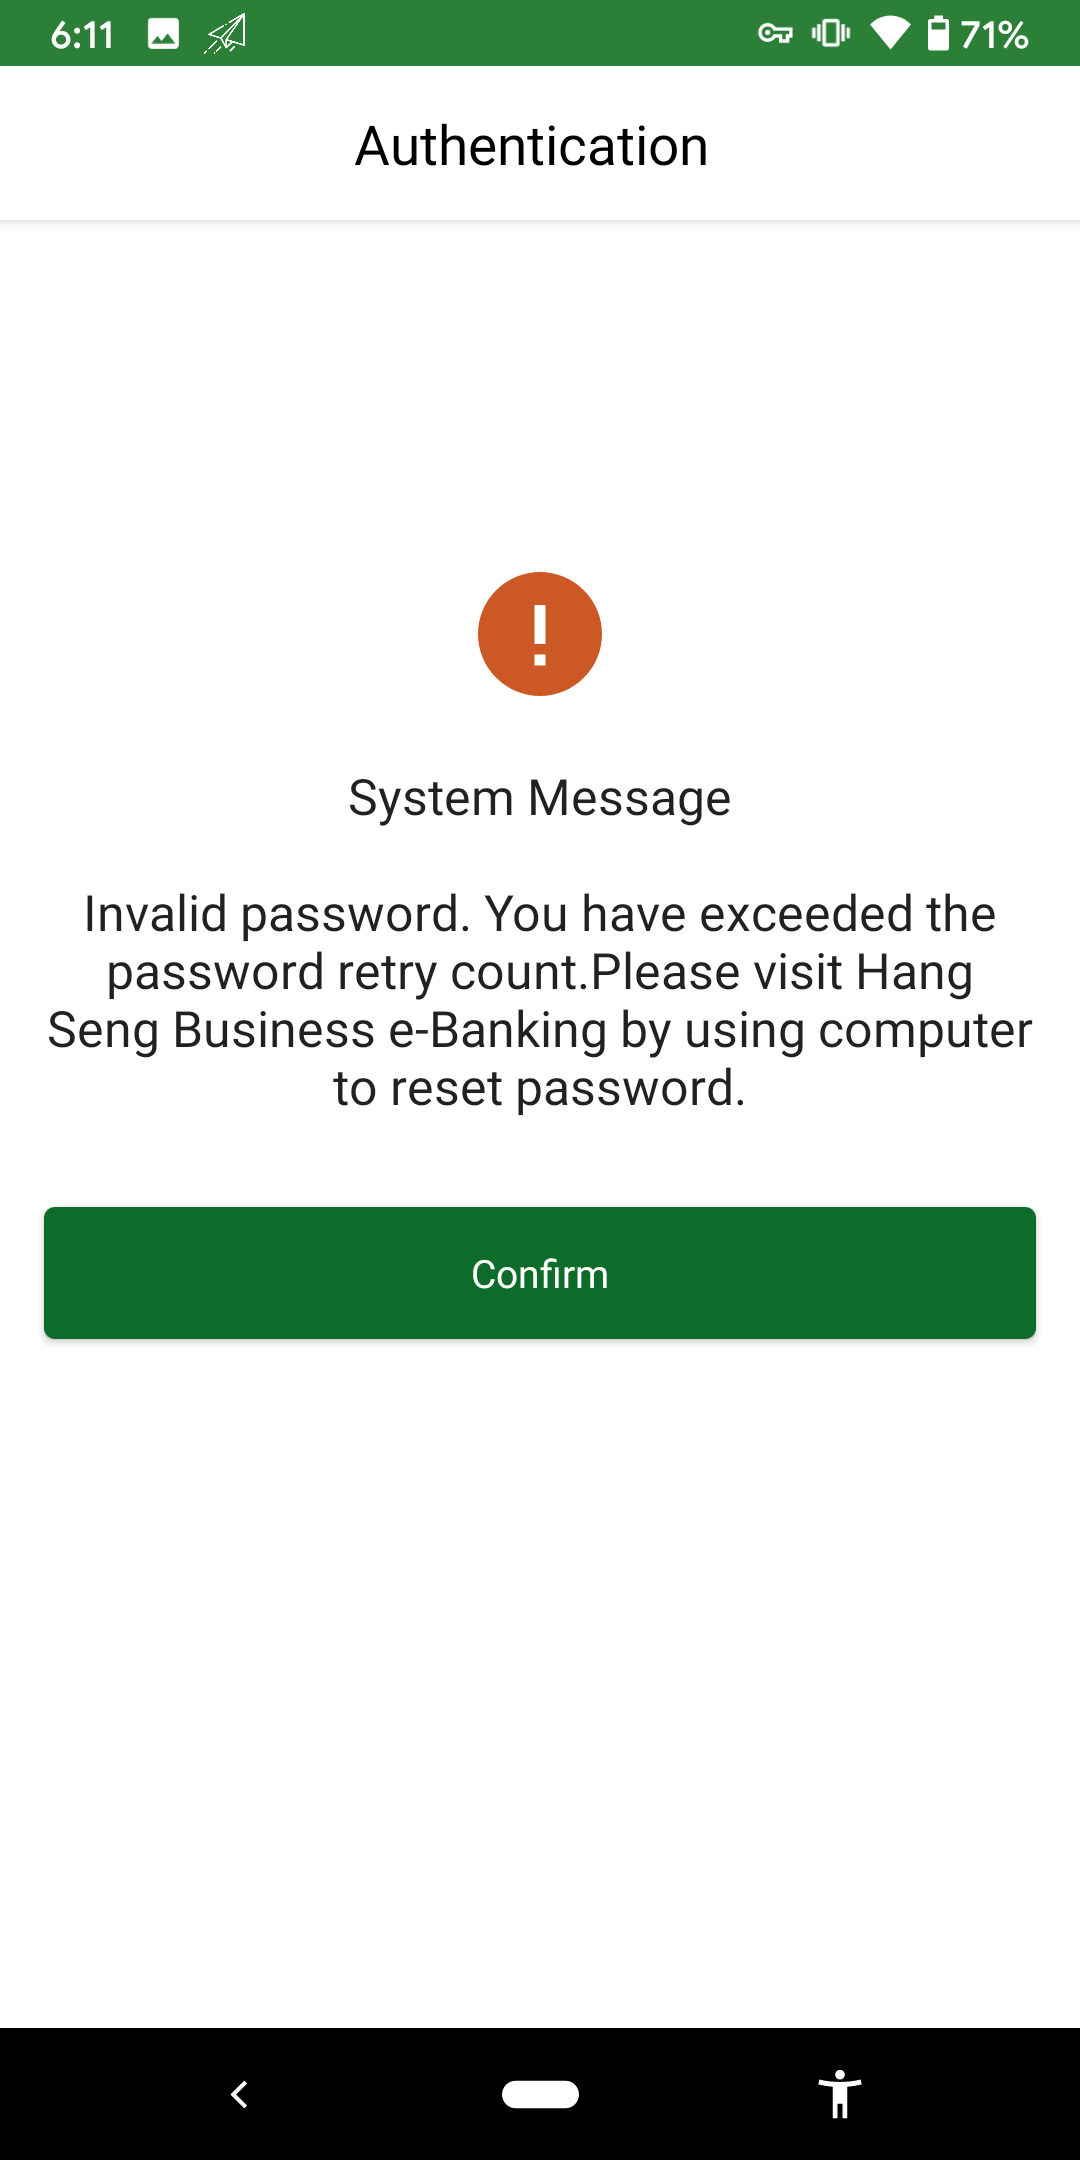 6:11
71%
Authentication
System Message
Invalid password. You have exceeded the
password retry count.Please visit Hang
Seng Business e-Banking by using computer
to reset password.
Confirm